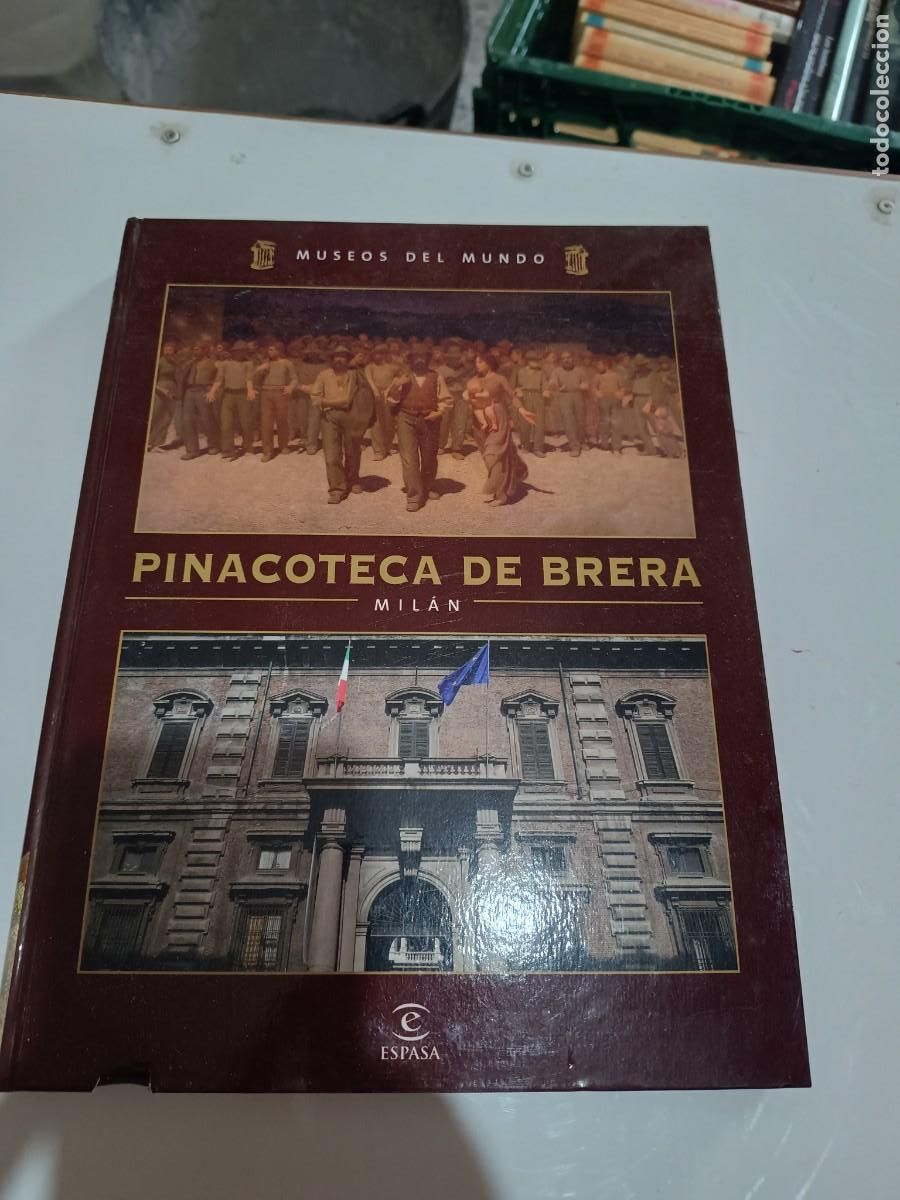 todocoleccion
MUSEOS DEL MUNDO
PINACOTECA DE BRERA
MILÁN
e
ESPASA